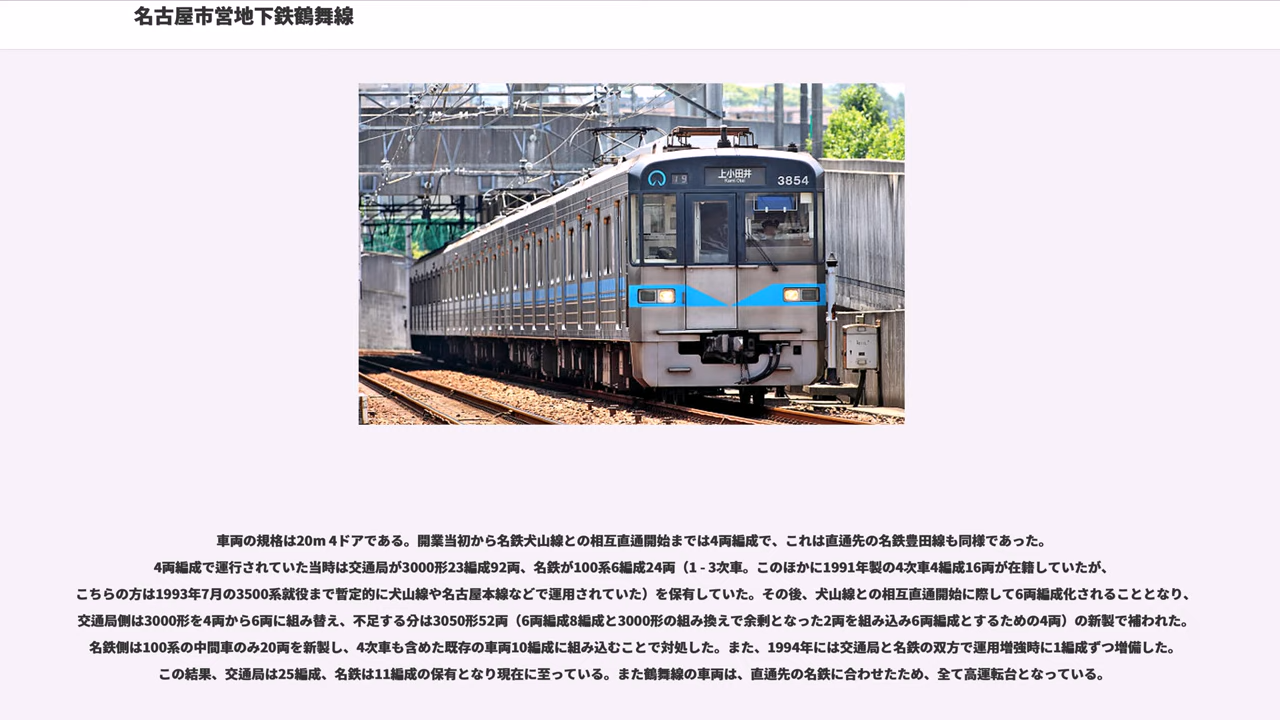 名古屋市営地下鉄鶴舞線
19
上小田井
3854
車両の規格は20m 4ドアである。開業当初から名鉄犬山線との相互直通開始までは4両編成で、これは直通先の名鉄豊田線も同様であった。
4両編成で運行されていた当時は交通局が3000形23編成92両、名鉄が100系6編成24両（1 - 3次車。このほかに1991年製の4次車4編成16両が在籍していたが、
こちらの方は1993年7月の3500系就役まで暫定的に犬山線や名古屋本線などで運用されていた）を保有していた。その後、犬山線との相互直通開始に際して6両編成化されることとなり、
交通局側は3000形を4両から6両に組み替え、不足する分は3050形52両（6両編成8編成と3000形の組み換えで余剰となった2両を組み込み6両編成とするための4両）の新製で補われた。
名鉄側は100系の中間車のみ20両を新製し、4次車も含めた既存の車両10編成に組み込むことで対処した。また、1994年には交通局と名鉄の双方で運用増強時に1編成ずつ増備した。
この結果、交通局は25編成、名鉄は11編成の保有となり現在に至っている。また鶴舞線の車両は、直通先の名鉄に合わせたため、全て高運転台となっている。